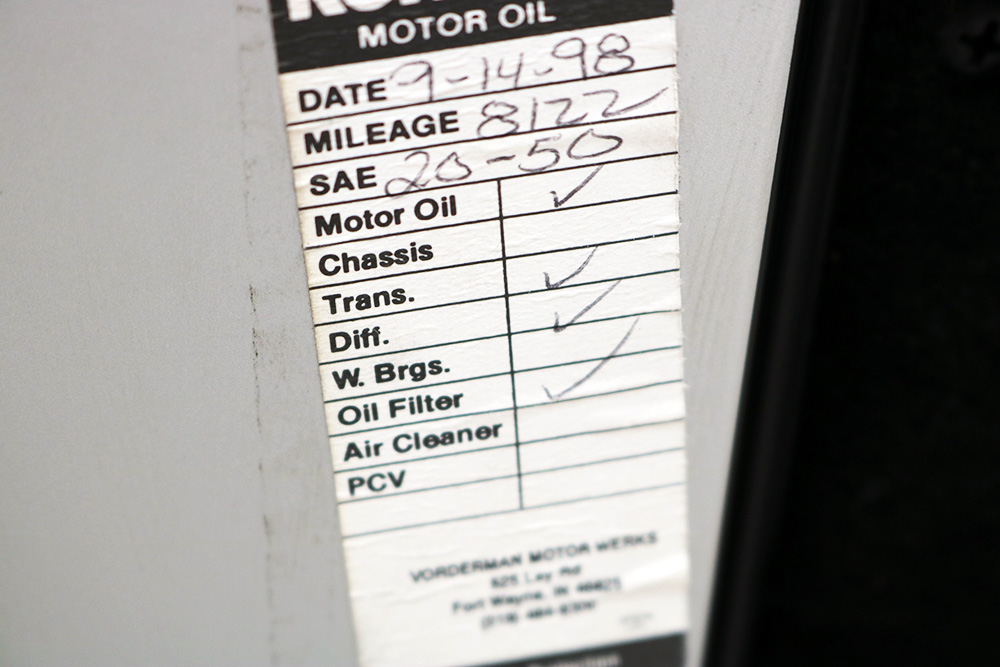 MOTOR OIL
DATE 9-14-98
MILEAGE 8122
SAE 20-50
Motor Oil ✓
Chassis
Trans. ✓
Diff. ✓
W. Brgs.
Oil Filter ✓
Air Cleaner
PCV
VORDERMAN MOTOR WERKS
Fort Wayne, IN